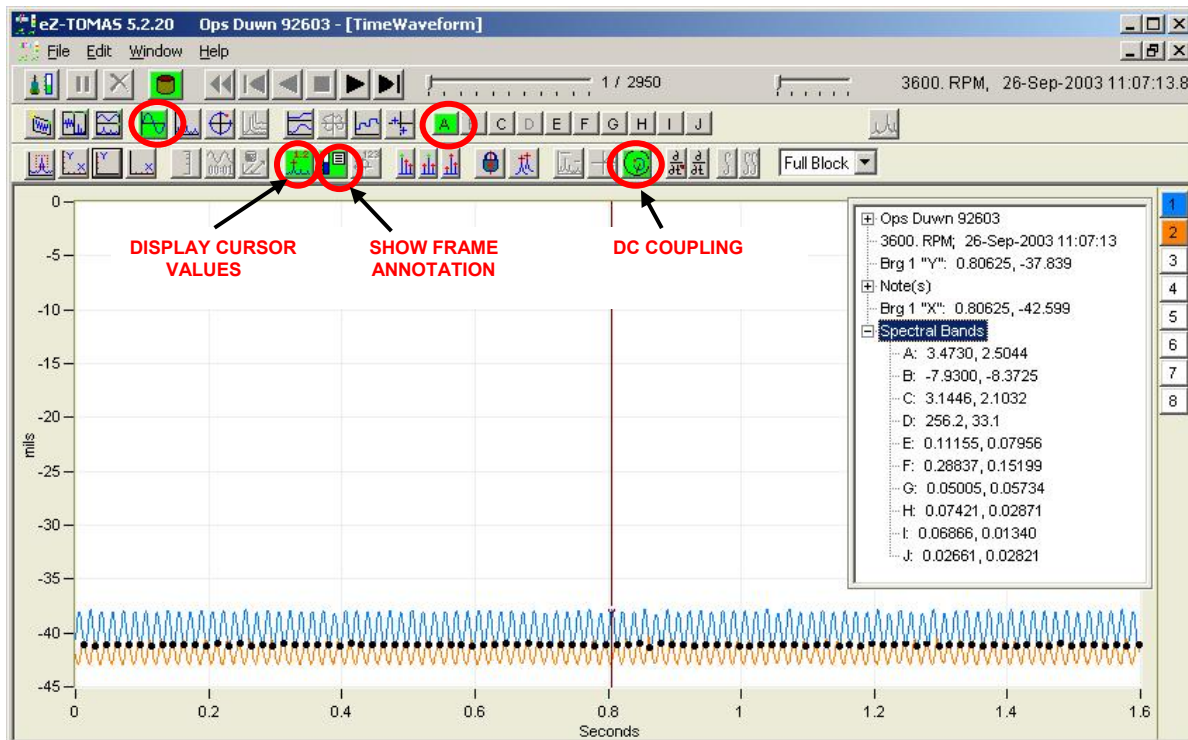 eZ-TOMAS 5.2.20 Ops Duwn 92603 - [TimeWaveform]
File Edit Window Help
1 / 2950
3600. RPM, 26-Sep-2003 11:07:13.8
A C D E F G H I J
Full Block
DISPLAY CURSOR
VALUES
SHOW FRAME
ANNOTATION
DC COUPLING
Ops Duwn 92603
3600. RPM; 26-Sep-2003 11:07:13
Brg 1 "Y": 0.80625, -37.839
Note(s)
Brg 1 "X": 0.80625, -42.599
Spectral Bands
A: 3.4730, 2.5044
B: -7.9300, -8.3725
C: 3.1446, 2.1032
D: 256.2, 33.1
E: 0.11155, 0.07956
F: 0.28837, 0.15199
G: 0.05005, 0.05734
H: 0.07421, 0.02871
I: 0.06866, 0.01340
J: 0.02661, 0.02821
1
2
3
4
5
6
7
8
0
-5
-10
-15
-20
-25
-30
-35
-40
-45
mils
0 0.2 0.4 0.6 0.8 1 1.2 1.4 1.6
Seconds